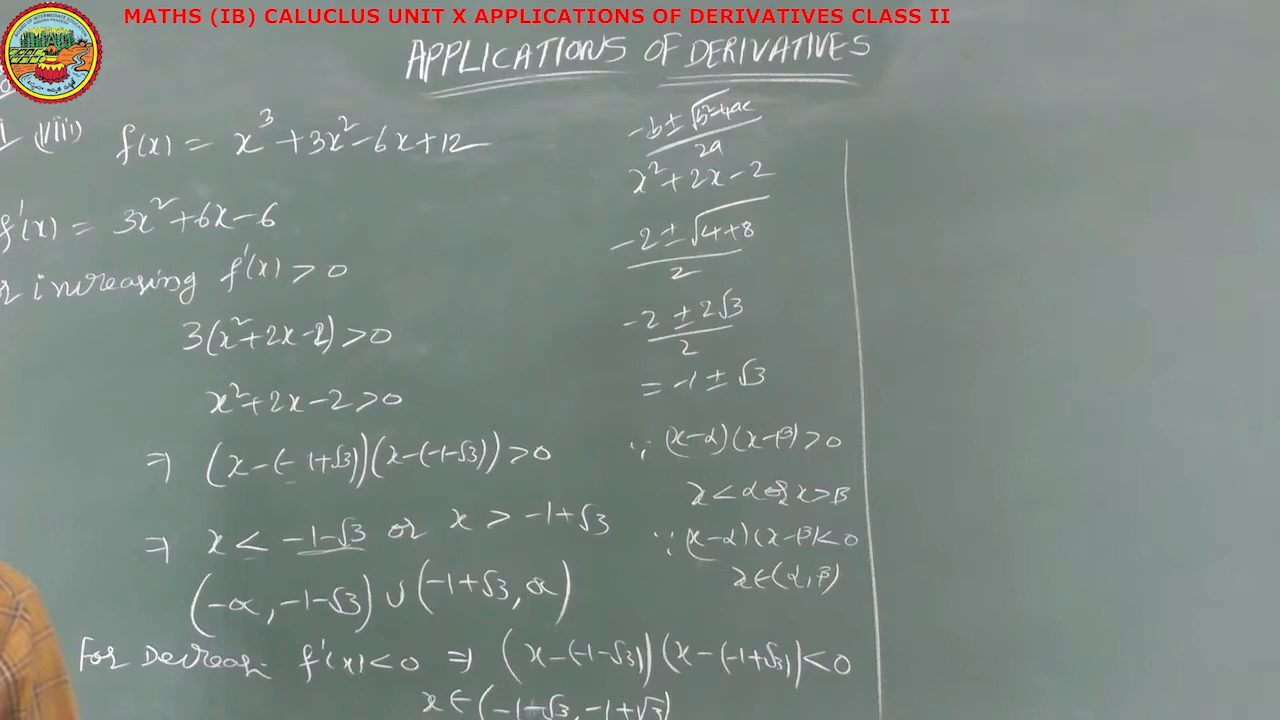 MATHS (IB) CALUCLUS UNIT X APPLICATIONS OF DERIVATIVES CLASS II
APPLICATIONS OF DERIVATIVES
I (viii) f(x) = x³+3x²-6x+12
f'(x) = 3x²+6x-6
r increasing f'(x) > 0
3(x²+2x-2) > 0
x²+2x-2 > 0
⇒ (x-(-1+√3))(x-(-1-√3)) > 0
⇒ x < -1-√3 or x > -1+√3
(-∝, -1-√3) ∪ (-1+√3, ∝)
For Decreas. f'(x) < 0 ⇒ (x-(-1-√3))(x-(-1+√3)) < 0
x ∈ (-1-√3, -1+√3)
-b ± √b²-4ac / 2a
x²+2x-2
-2 ± √4+8 / 2
-2 ± 2√3 / 2
= -1 ± √3
∵ (x-α)(x-β) > 0
x < α or x > β
∵ (x-α)(x-β) < 0
x ∈ (α, β)